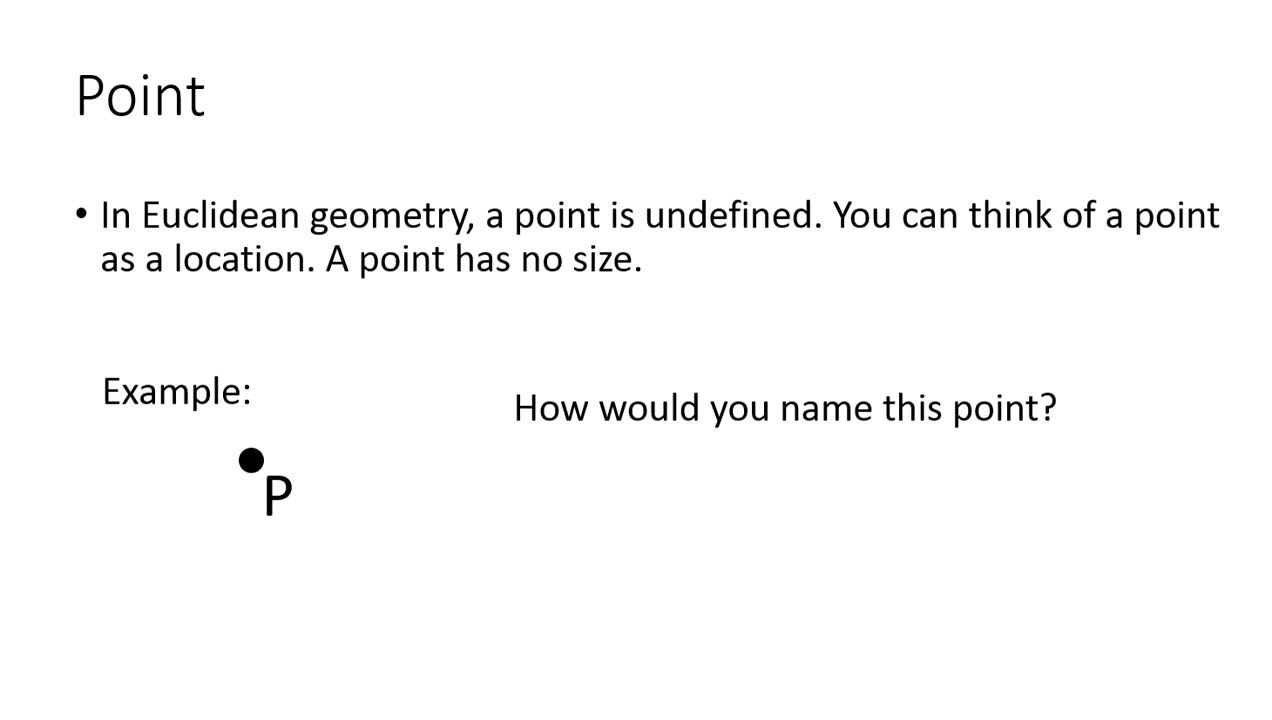 Point
• In Euclidean geometry, a point is undefined. You can think of a point
as a location. A point has no size.
Example:
How would you name this point?
P